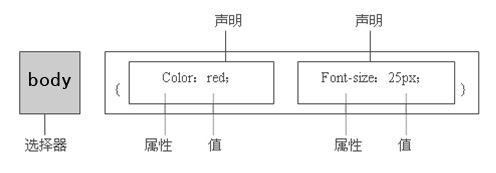 声明 声明
body { Color：red； Font-size：25px； }
选择器 属性 值 属性 值